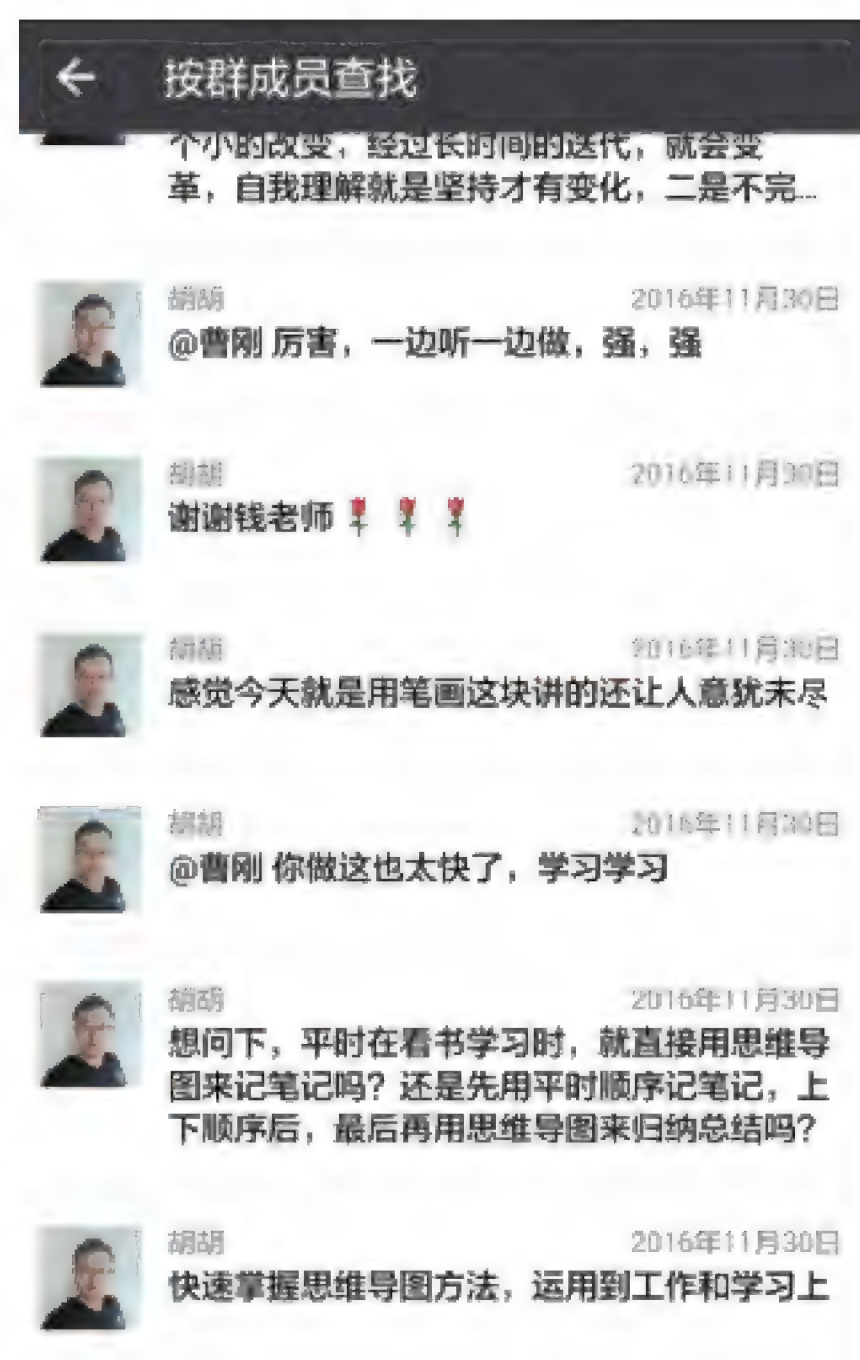 按群成员查找
个小的改变，经过长时间的迭代，就会变
革，自我理解就是坚持才有变化，二是不完...
胡胡
2016年11月30日
@曹刚 厉害，一边听一边做，强，强
胡胡
2016年11月30日
谢谢钱老师🌹🌹🌹
胡胡
2016年11月30日
感觉今天就是用笔画这块讲的还让人意犹未尽
胡胡
2016年11月30日
@曹刚 你做这也太快了，学习学习
胡胡
2016年11月30日
想问下，平时在看书学习时，就直接用思维导
图来记笔记吗？还是先用平时顺序记笔记，上
下顺序后，最后再用思维导图来归纳总结吗？
胡胡
2016年11月30日
快速掌握思维导图方法，运用到工作和学习上